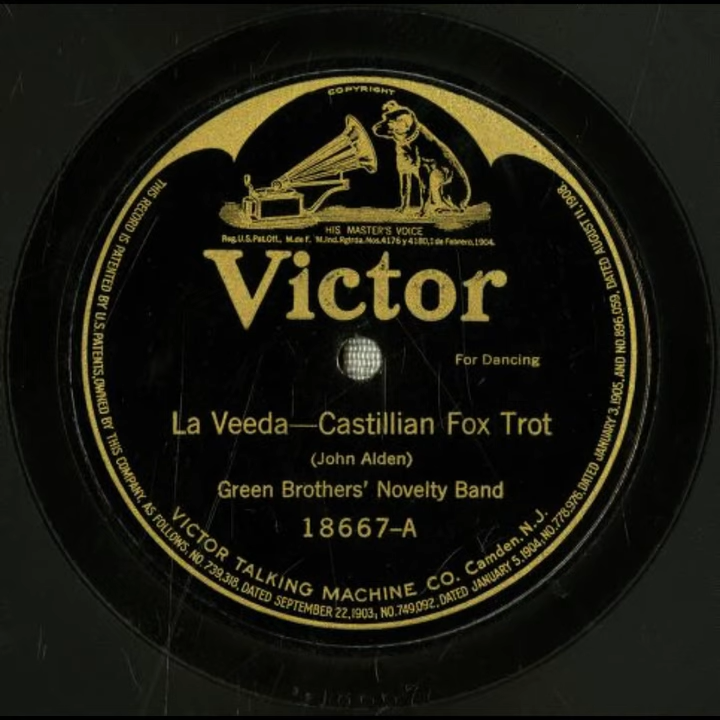 COPYRIGHT
HIS MASTER'S VOICE
Reg.U.S.Pat.Off., M.de F. M.Ind.Rgtrda.Nos.4176 y 4180,1 de Febrero,1904.
Victor
For Dancing
La Veeda—Castillian Fox Trot
(John Alden)
Green Brothers' Novelty Band
18667-A
VICTOR TALKING MACHINE CO. Camden, N.J.
THIS RECORD IS PATENTED BY U.S. PATENTS, OWNED BY THIS COMPANY, AS FOLLOWS, NO. 739,318, DATED SEPTEMBER 22,1903; NO.749,092, DATED JANUARY 5,1904, NO.778,976, DATED JANUARY 3,1905, AND NO.896,059, DATED AUGUST 11,1908.